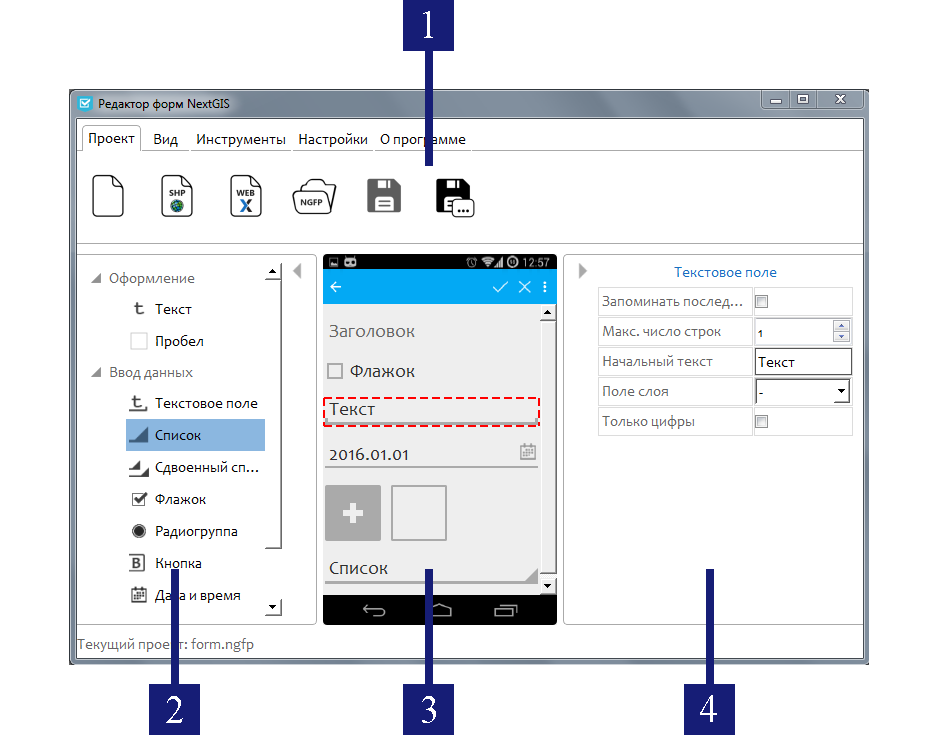 1
Редактор форм NextGIS
Проект Вид Инструменты Настройки О программе
SHP WEB NGFP
Оформление
Текст
Пробел
Ввод данных
Текстовое поле
Список
Сдвоенный сп...
Флажок
Радиогруппа
Кнопка
Дата и время
12:57
Заголовок
Флажок
Текст
2016.01.01
Список
Текстовое поле
Запоминать послед...
Макс. число строк 1
Начальный текст Текст
Поле слоя -
Только цифры
Текущий проект: form.ngfp
2 3 4